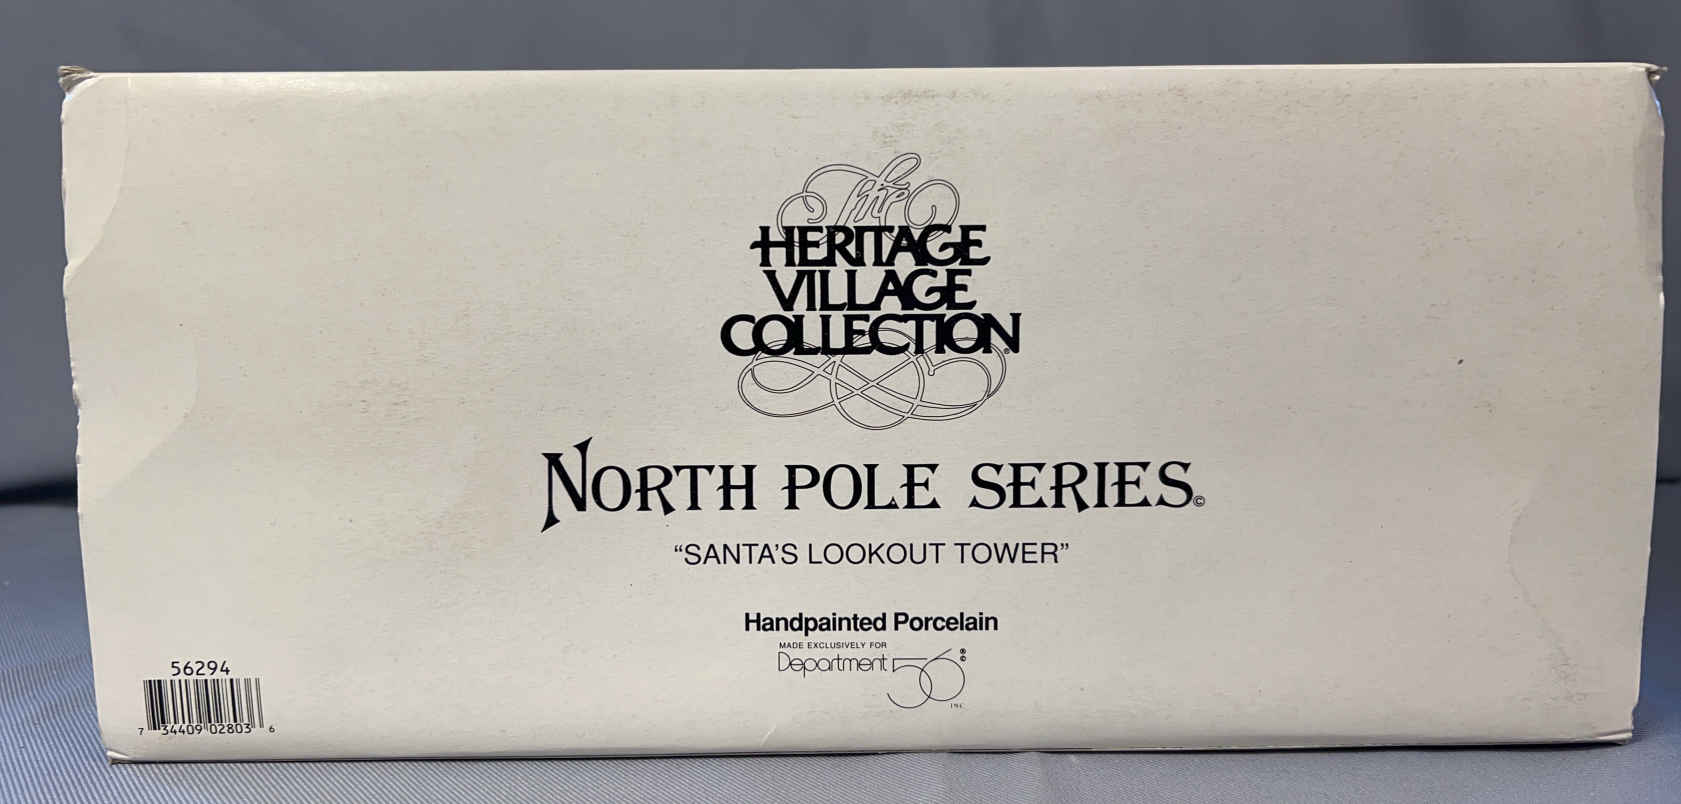 The
HERITAGE
VILLAGE
COLLECTION®
NORTH POLE SERIES©
“SANTA’S LOOKOUT TOWER”
Handpainted Porcelain
MADE EXCLUSIVELY FOR
Department 56 ®©
INC
56294
7 34409 02803 6